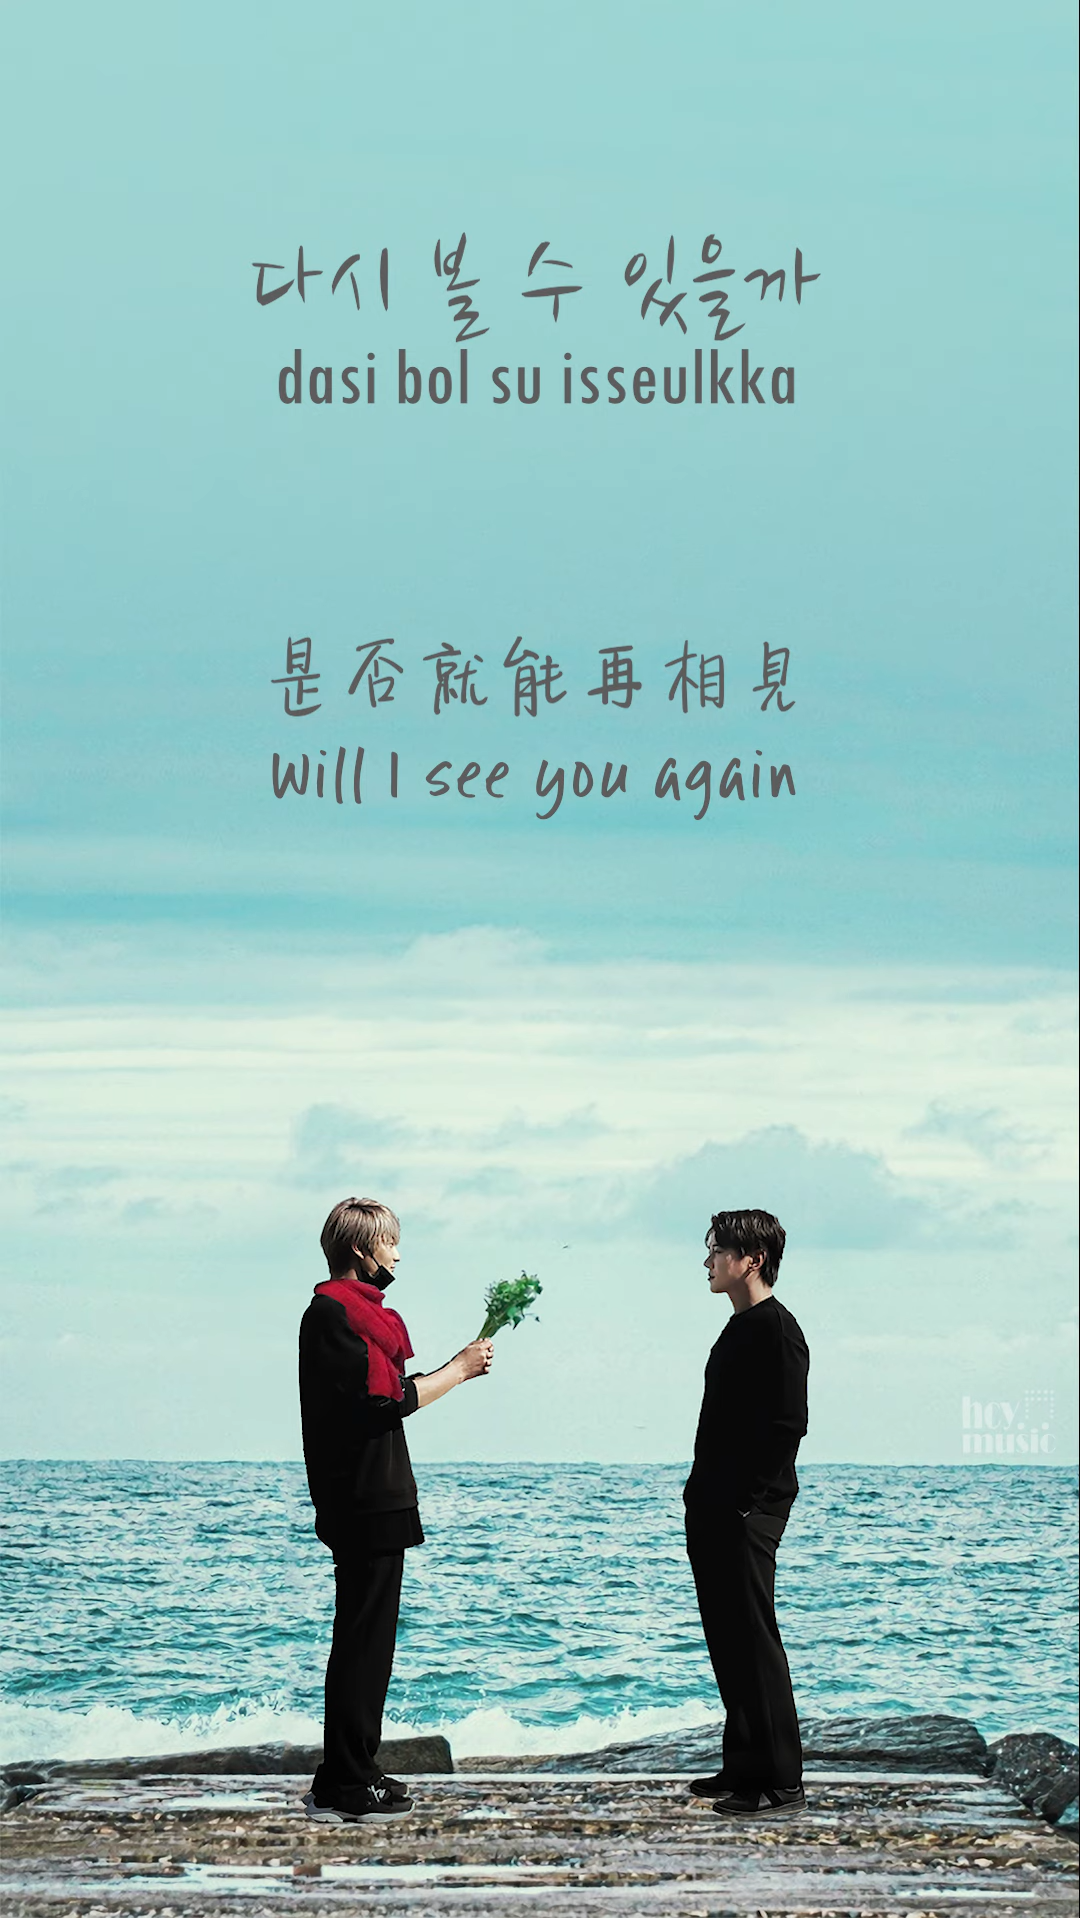 다시 볼 수 있을까
dasi bol su isseulkka
是否就能再相見
Will I see you again
hcy
music